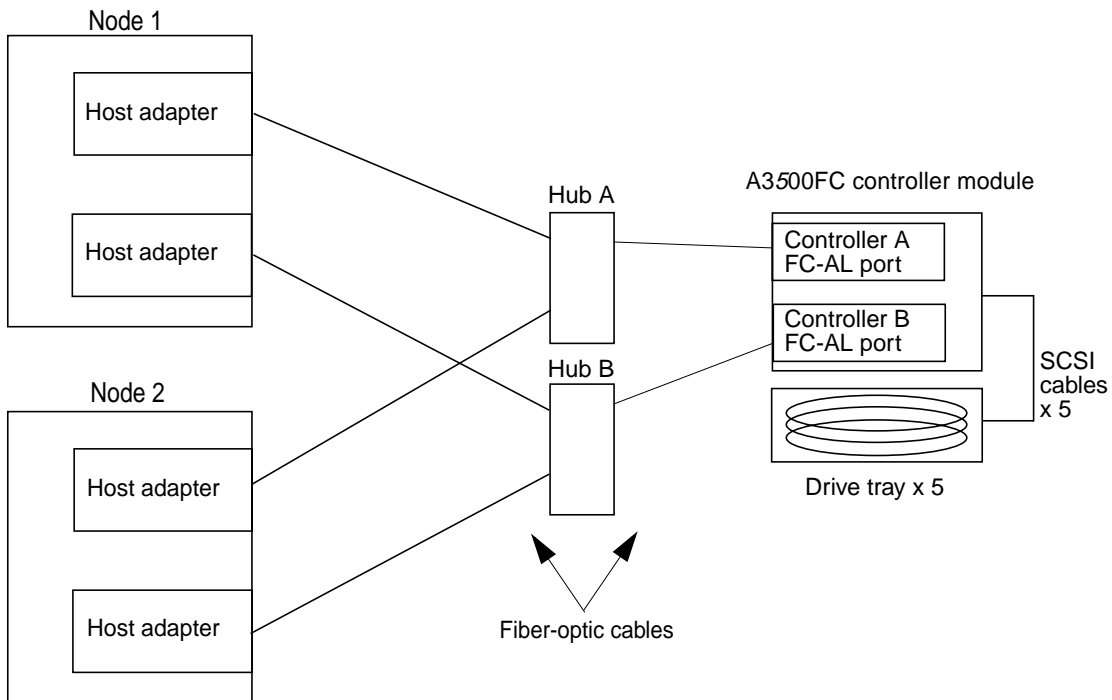 Node 1
Host adapter
Host adapter
Node 2
Host adapter
Host adapter
Hub A
Hub B
A3500FC controller module
Controller A
FC-AL port
Controller B
FC-AL port
SCSI
cables
x 5
Drive tray x 5
Fiber-optic cables